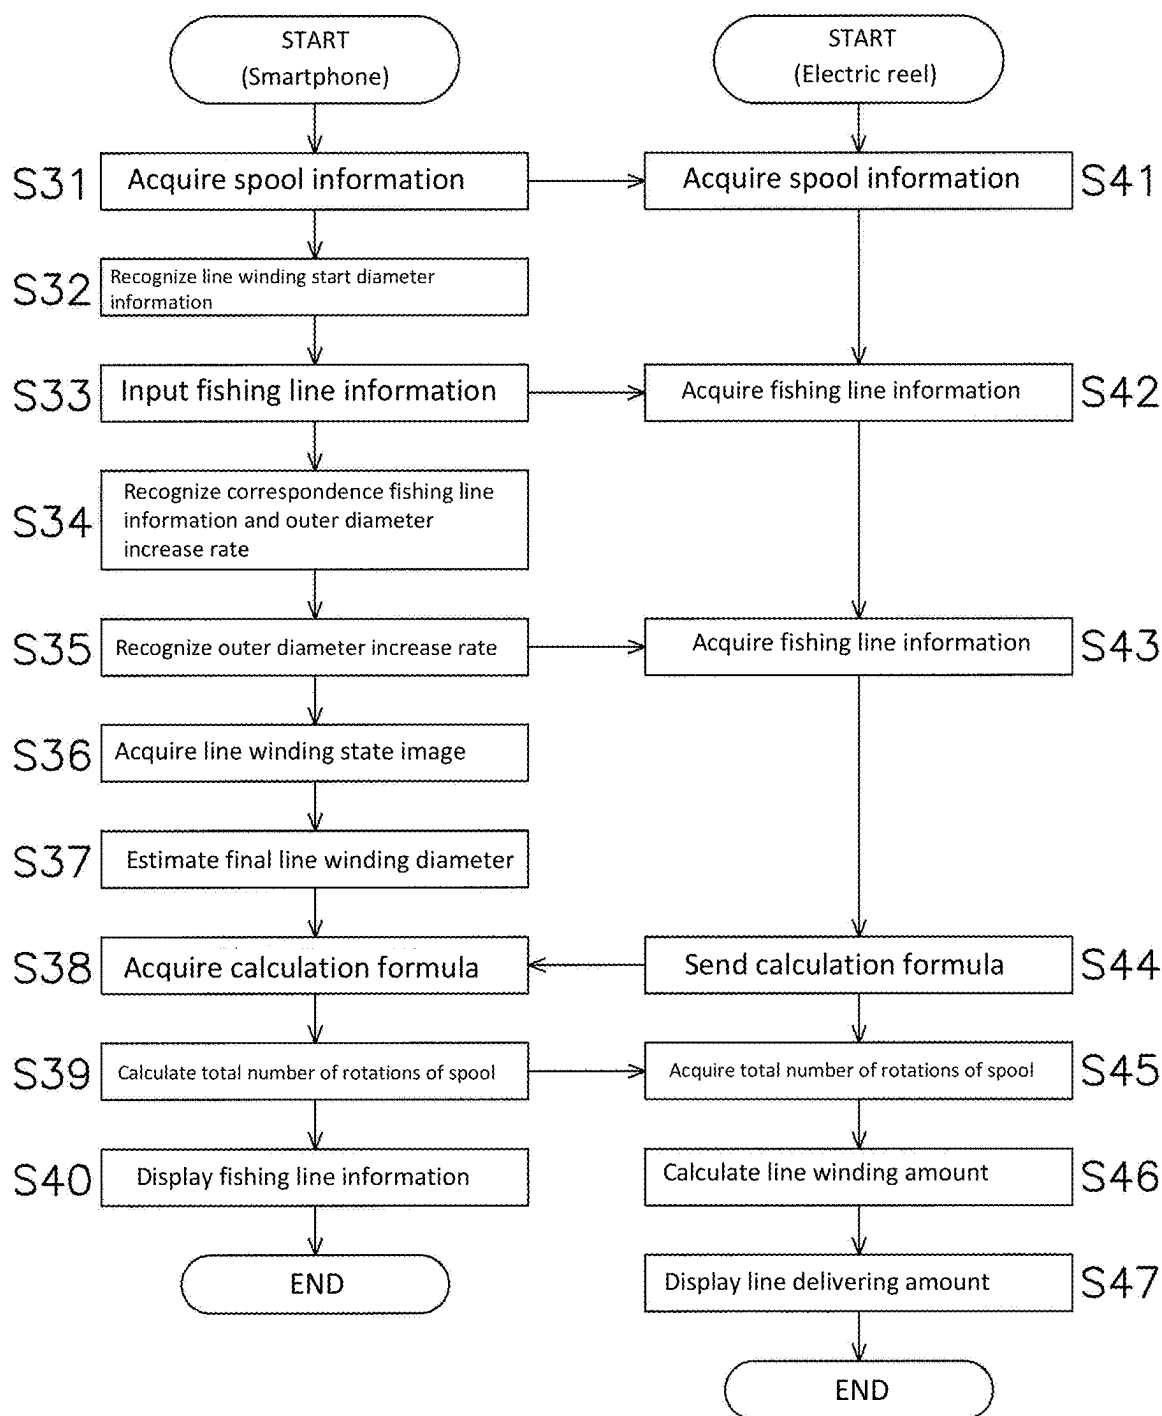 START
(Smartphone)
START
(Electric reel)
S31
Acquire spool information
Acquire spool information
S41
S32
Recognize line winding start diameter
information
S33
Input fishing line information
Acquire fishing line information
S42
S34
Recognize correspondence fishing line
information and outer diameter
increase rate
S35
Recognize outer diameter increase rate
Acquire fishing line information
S43
S36
Acquire line winding state image
S37
Estimate final line winding diameter
S38
Acquire calculation formula
Send calculation formula
S44
S39
Calculate total number of rotations of spool
Acquire total number of rotations of spool
S45
S40
Display fishing line information
Calculate line winding amount
S46
END
Display line delivering amount
S47
END